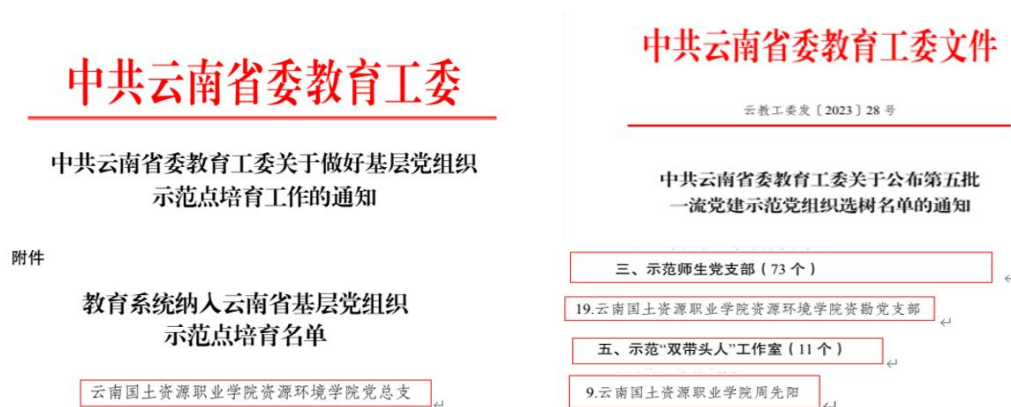 中共云南省委教育工委
中共云南省委教育工委关于做好基层党组织
示范点培育工作的通知
附件
教育系统纳入云南省基层党组织
示范点培育名单
云南国土资源职业学院资源环境学院党总支
中共云南省委教育工委文件
云教工委发〔2023〕28 号
中共云南省委教育工委关于公布第五批
一流党建示范党组织选树名单的通知
三、示范师生党支部（73 个）
19.云南国土资源职业学院资源环境学院资勘党支部
五、示范“双带头人”工作室（11 个）
9.云南国土资源职业学院周先阳